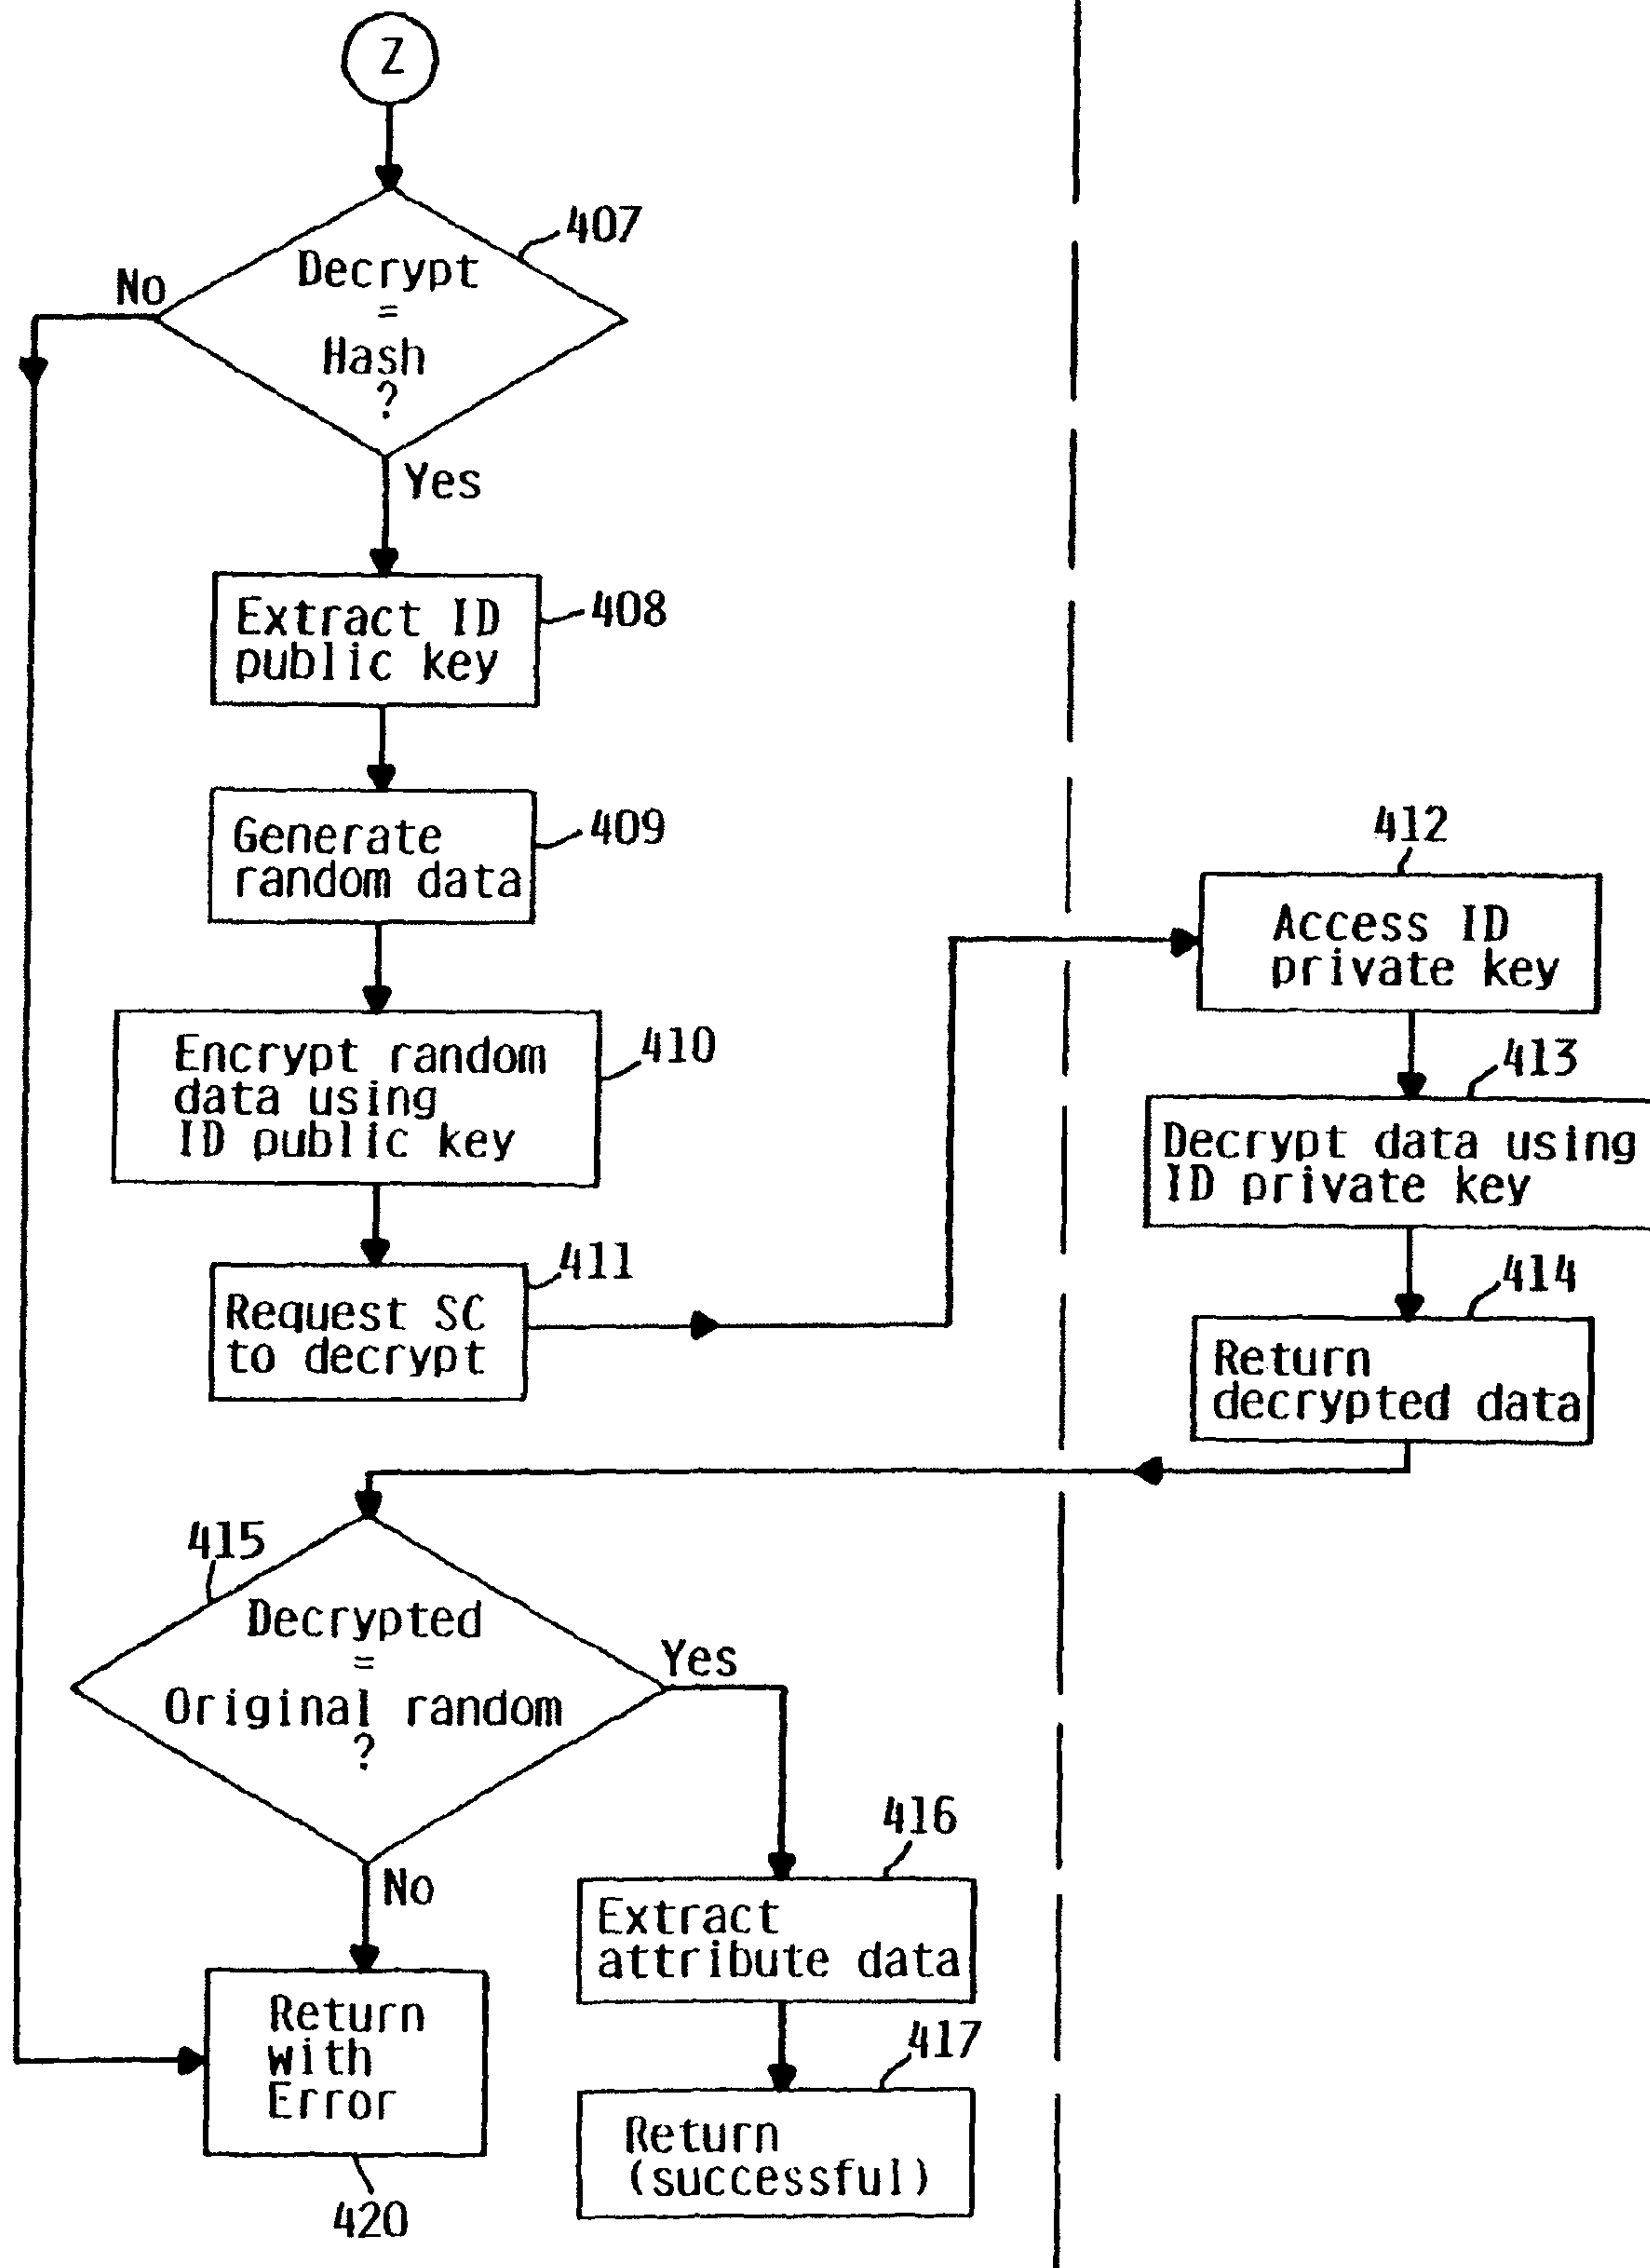 Z
407
Decrypt
=
Hash
?
No
Yes
Extract ID
public key
408
Generate
random data
409
Encrypt random
data using
ID public key
410
Request SC
to decrypt
411
412
Access ID
private key
413
Decrypt data using
ID private key
414
Return
decrypted data
415
Decrypted
=
Original random
?
Yes
No
416
Extract
attribute data
417
Return
(successful)
Return
with
Error
420